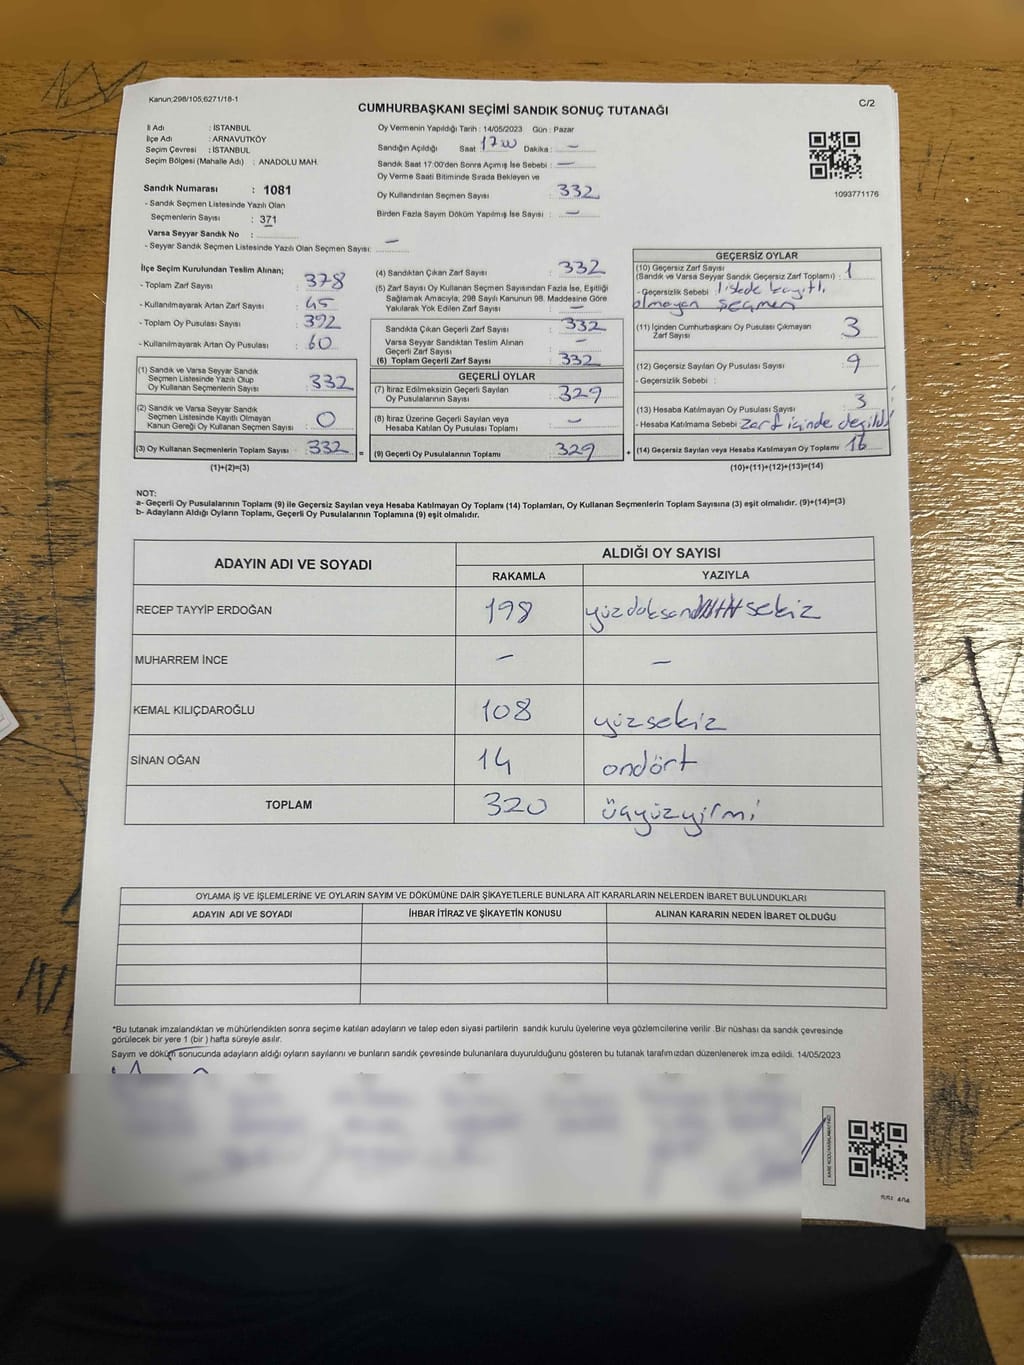 Kanun;298/105,6271/18-1
C/2
CUMHURBAŞKANI SEÇİMİ SANDIK SONUÇ TUTANAĞI
İl Adı : İSTANBUL
İlçe Adı : ARNAVUTKÖY
Seçim Çevresi : İSTANBUL
Seçim Bölgesi (Mahalle Adı) : ANADOLU MAH.
Sandık Numarası : 1081
- Sandık Seçmen Listesinde Yazılı Olan
Seçmenlerin Sayısı : 371
Varsa Seyyar Sandık No :
- Seyyar Sandık Seçmen Listesinde Yazılı Olan Seçmen Sayısı: —
Oy Vermenin Yapıldığı Tarih : 14/05/2023 Gün : Pazar
Sandığın Açıldığı Saat : 1700 Dakika : —
Sandık Saat 17:00'den Sonra Açımış İse Sebebi : —
Oy Verme Saati Bitiminde Sırada Bekleyen ve
Oy Kullandırılan Seçmen Sayısı : 332
Birden Fazla Sayım Döküm Yapılmış İse Sayısı : —
1093771176
İlçe Seçim Kurulundan Teslim Alınan;
- Toplam Zarf Sayısı : 378
- Kullanılmayarak Artan Zarf Sayısı : 45
- Toplam Oy Pusulası Sayısı : 392
- Kullanılmayarak Artan Oy Pusulası : 60
(1) Sandık ve Varsa Seyyar Sandık
Seçmen Listesinde Yazılı Olup
Oy Kullanan Seçmenlerin Sayısı : 332
(2) Sandık ve Varsa Seyyar Sandık
Seçmen Listesinde Kayıtlı Olmayan
Kanun Gereği Oy Kullanan Seçmen Sayısı : 0
(3) Oy Kullanan Seçmenlerin Toplam Sayısı : 332 =
(1)+(2)=(3)
(4) Sandıktan Çıkan Zarf Sayısı : 332
(5) Zarf Sayısı Oy Kullanan Seçmen Sayısından Fazla İse, Eşitliği
Sağlamak Amacıyla; 298 Sayılı Kanunun 98. Maddesine Göre
Yakılarak Yok Edilen Zarf Sayısı : —
Sandıkta Çıkan Geçerli Zarf Sayısı : 332
Varsa Seyyar Sandıktan Teslim Alınan
Geçerli Zarf Sayısı : —
(6) Toplam Geçerli Zarf Sayısı : 332
GEÇERLİ OYLAR
(7) İtiraz Edilmeksizin Geçerli Sayılan
Oy Pusulalarının Sayısı : 329
(8) İtiraz Üzerine Geçerli Sayılan veya
Hesaba Katılan Oy Pusulası Toplamı : —
(9) Geçerli Oy Pusulalarının Toplamı : 329 +
GEÇERSİZ OYLAR
(10) Geçersiz Zarf Sayısı
(Sandık ve Varsa Seyyar Sandık Geçersiz Zarf Toplamı) : 1
- Geçersizlik Sebebi : listede kayıtlı
olmayan seçmen
(11) İçinden Cumhurbaşkanı Oy Pusulası Çıkmayan
Zarf Sayısı : 3
(12) Geçersiz Sayılan Oy Pusulası Sayısı : 9
- Geçersizlik Sebebi :
(13) Hesaba Katılmayan Oy Pusulası Sayısı : 3
- Hesaba Katılmama Sebebi : zarf içinde değildi
(14) Geçersiz Sayılan veya Hesaba Katılmayan Oy Toplamı : 16
(10)+(11)+(12)+(13)=(14)
NOT:
a- Geçerli Oy Pusulalarının Toplamı (9) ile Geçersiz Sayılan veya Hesaba Katılmayan Oy Toplamı (14) Toplamları, Oy Kullanan Seçmenlerin Toplam Sayısına (3) eşit olmalıdır. (9)+(14)=(3)
b- Adayların Aldığı Oyların Toplamı, Geçerli Oy Pusulalarının Toplamına (9) eşit olmalıdır.
ADAYIN ADI VE SOYADI
ALDIĞI OY SAYISI
RAKAMLA YAZIYLA
RECEP TAYYİP ERDOĞAN 198 yüzdoksan sekiz
MUHARREM İNCE — —
KEMAL KILIÇDAROĞLU 108 yüzsekiz
SİNAN OĞAN 14 ondört
TOPLAM 320 üçyüzyirmi
OYLAMA İŞ VE İŞLEMLERİNE VE OYLARIN SAYIM VE DÖKÜMÜNE DAİR ŞİKAYETLERLE BUNLARA AİT KARARLARIN NELERDEN İBARET BULUNDUKLARI
ADAYIN ADI VE SOYADI İHBAR İTİRAZ VE ŞİKAYETİN KONUSU ALINAN KARARIN NEDEN İBARET OLDUĞU
*Bu tutanak imzalandıktan ve mühürlendikten sonra seçime katılan adayların ve talep eden siyasi partilerin sandık kurulu üyelerine veya gözlemcilerine verilir. Bir nüshası da sandık çevresinde
görülecek bir yere 1 (bir) hafta süreyle asılır.
Sayım ve döküm sonucunda adayların aldığı oyların sayılarını ve bunların sandık çevresinde bulunanlara duyurulduğunu gösteren bu tutanak tarafımızdan düzenlenerek imza edildi. 14/05/2023